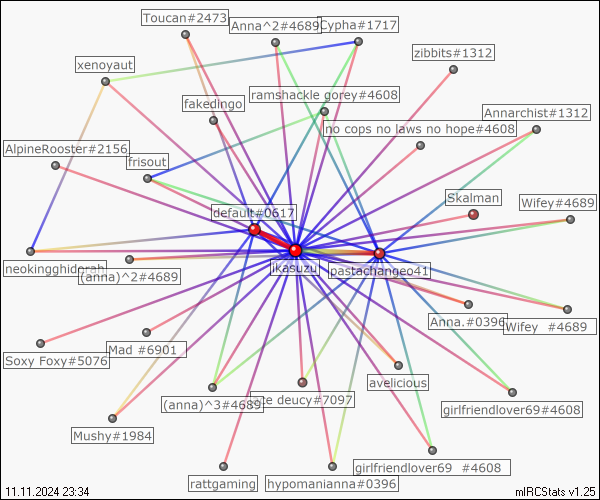 Toucan#2473
Anna^2#4689
Cypha#1717
zibbits#1312
xenoyaut
ramshackle gorey#4608
fakedingo
Annarchist#1312
no cops no laws no hope#4608
AlpineRooster#2156
frisout
Skalman
Wifey#4689
default#0617
neokingghidorah
(anna)^2#4689
ikasuzu
pastachangeo41
Anna.#0396
Wifey #4689
Soxy Foxy#5076
Mad #6901
avelicious
(anna)^3#4689
deucy#7097
girlfriendlover69#4608
Mushy#1984
girlfriendlover69 #4608
rattgaming
hypomanianna#0396
11.11.2024 23:34
mIRCStats v1.25